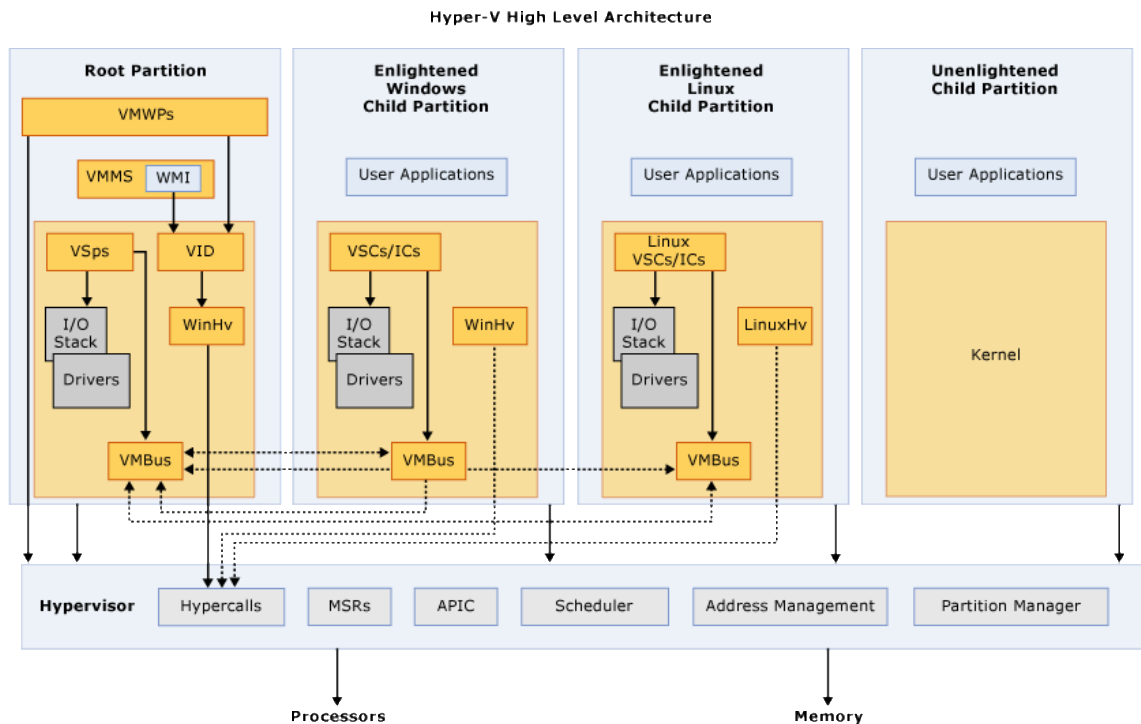 Hyper-V High Level Architecture
Root Partition
VMWPs
VMMS
WMI
VSps
VID
I/O
Stack
WinHv
Drivers
VMBus
Enlightened
Windows
Child Partition
User Applications
VSCs/ICs
I/O
Stack
WinHv
Drivers
VMBus
Enlightened
Linux
Child Partition
User Applications
Linux
VSCs/ICs
I/O
Stack
LinuxHv
Drivers
VMBus
Unenlightened
Child Partition
User Applications
Kernel
Hypervisor
Hypercalls
MSRs
APIC
Scheduler
Address Management
Partition Manager
Processors
Memory